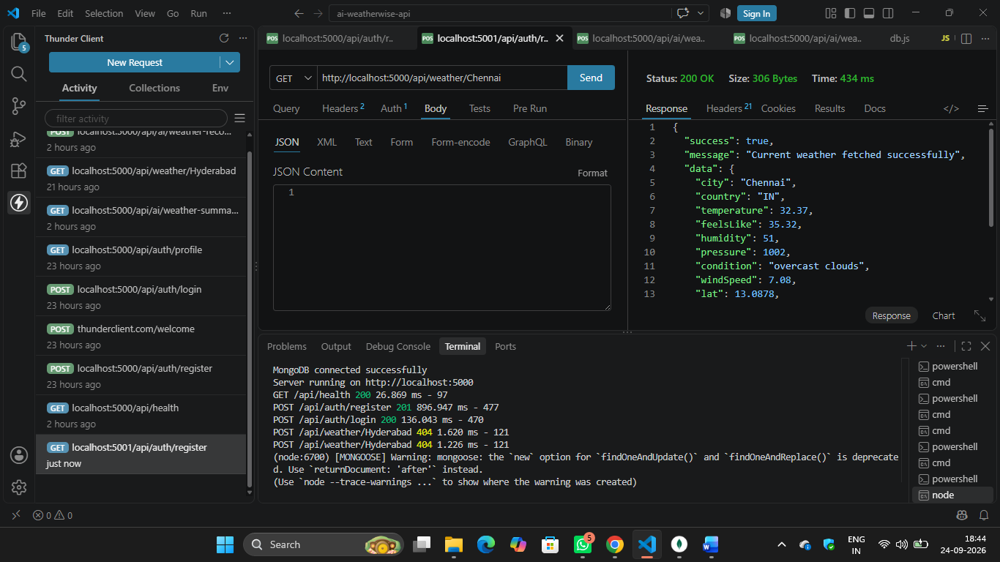 File Edit Selection View Go Run ···
ai-weatherwise-api
Sign In
Thunder Client
New Request
Activity Collections Env
filter activity
POST localhost:5000/api/ai/weather-reco...
2 hours ago
GET localhost:5000/api/weather/Hyderabad
21 hours ago
GET localhost:5000/api/ai/weather-summa...
2 hours ago
GET localhost:5000/api/auth/profile
23 hours ago
POST localhost:5000/api/auth/login
23 hours ago
POST thunderclient.com/welcome
23 hours ago
POST localhost:5000/api/auth/register
23 hours ago
GET localhost:5000/api/health
2 hours ago
GET localhost:5001/api/auth/register
just now
5
POS localhost:5000/api/auth/r..
POS localhost:5001/api/auth/r..
POS localhost:5000/api/ai/wea..
POS localhost:5000/api/ai/wea..
db.js
JS
GET http://localhost:5000/api/weather/Chennai Send
Query Headers 2 Auth 1 Body Tests Pre Run
JSON XML Text Form Form-encode GraphQL Binary
JSON Content Format
1
Status: 200 OK Size: 306 Bytes Time: 434 ms
Response Headers 21 Cookies Results Docs </>
1 {
2 "success": true,
3 "message": "Current weather fetched successfully",
4 "data": {
5 "city": "Chennai",
6 "country": "IN",
7 "temperature": 32.37,
8 "feelsLike": 35.32,
9 "humidity": 51,
10 "pressure": 1002,
11 "condition": "overcast clouds",
12 "windSpeed": 7.08,
13 "lat": 13.0878,
Response Chart
Problems Output Debug Console Terminal Ports
MongoDB connected successfully
Server running on http://localhost:5000
GET /api/health 200 26.869 ms - 97
POST /api/auth/register 201 896.947 ms - 477
POST /api/auth/login 200 136.043 ms - 470
POST /api/weather/Hyderabad 404 1.620 ms - 121
POST /api/weather/Hyderabad 404 1.226 ms - 121
(node:6700) [MONGOOSE] Warning: mongoose: the `new` option for `findOneAndUpdate()` and `findOneAndReplace()` is deprecate
d. Use `returnDocument: 'after'` instead.
(Use `node --trace-warnings ...` to show where the warning was created)
powershell
cmd
powershell
cmd
cmd
powershell
cmd
powershell
node
0 0
Search
5
ENG
IN
18:44
24-09-2026